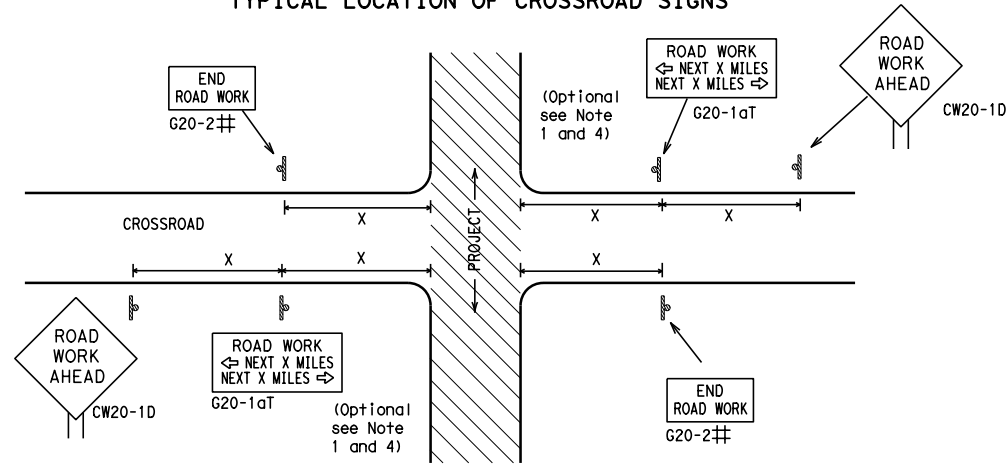 TYPICAL LOCATION OF CROSSROAD SIGNS
END
ROAD WORK
G20-2#
ROAD WORK
⇦ NEXT X MILES
NEXT X MILES ⇨
G20-1aT
(Optional
see Note
1 and 4)
ROAD
WORK
AHEAD
CW20-1D
X
X
X
CROSSROAD
PROJECT
X
X
X
ROAD
WORK
AHEAD
CW20-1D
ROAD WORK
⇦ NEXT X MILES
NEXT X MILES ⇨
G20-1aT
(Optional
see Note
1 and 4)
END
ROAD WORK
G20-2#